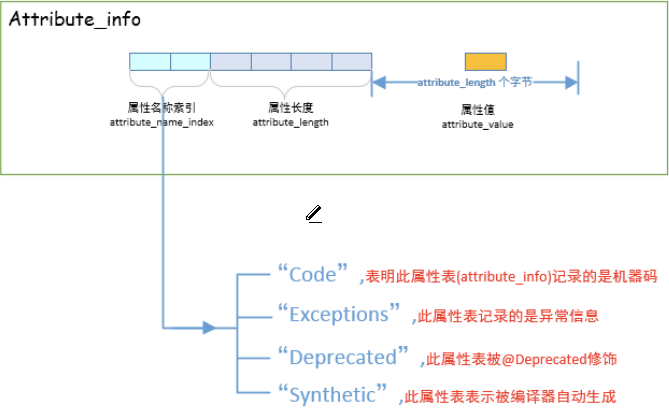 Attribute_info
attribute_length 个字节
属性名称索引
attribute_name_index
属性长度
attribute_length
属性值
attribute_value
“Code”,表明此属性表(attribute_info)记录的是机器码
“Exceptions”,此属性表记录的是异常信息
“Deprecated”,此属性表被@Deprecated修饰
“Synthetic”,此属性表表示被编译器自动生成